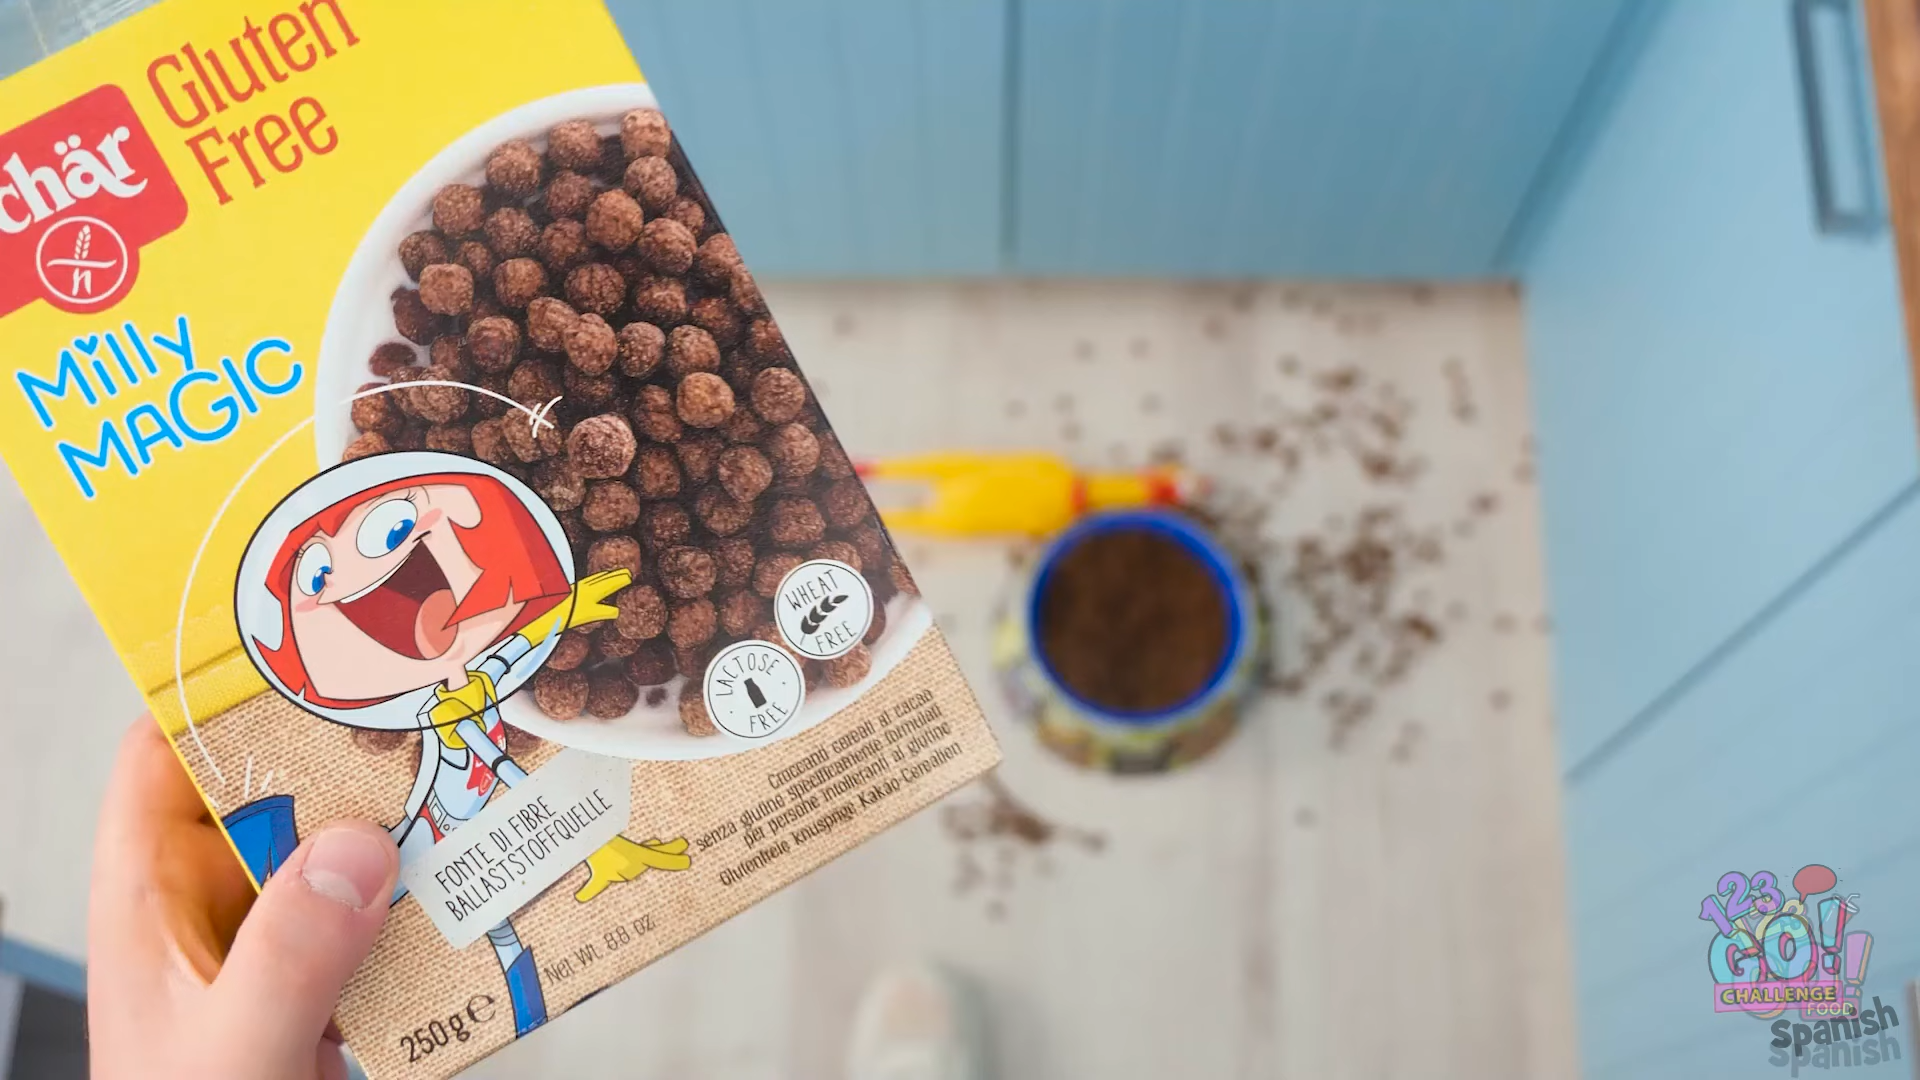 Gluten
Free
chär
Milly
MAGIC
WHEAT
FREE
LACTOSE
FREE
FONTE DI FIBRE
BALLASTSTOFFQUELLE
Croccanti cereali al cacao
senza glutine specificamente formulati
per persone intolleranti al glutine
Glutenfreie knusprige Kakao-Cerealien
Net Wt. 8.8 oz
250g e
123
GO!
CHALLENGE
FOOD
Spanish
Spanish